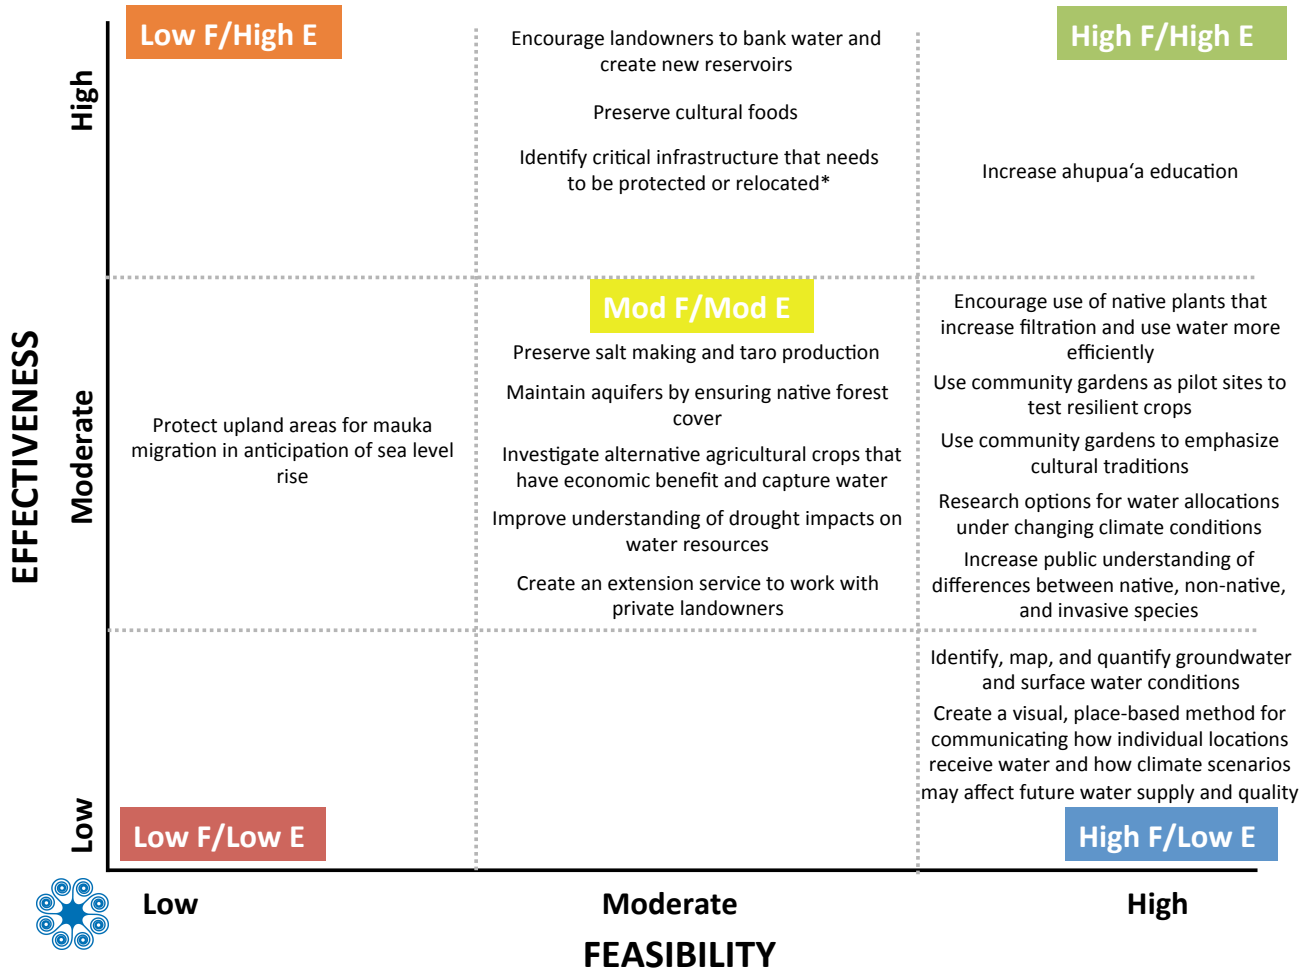 Low F/High E
High F/High E
Encourage landowners to bank water and
create new reservoirs
Preserve cultural foods
Identify critical infrastructure that needs
to be protected or relocated*
Increase ahupua‘a education
High
Mod F/Mod E
Protect upland areas for mauka
migration in anticipation of sea level
rise
Preserve salt making and taro production
Maintain aquifers by ensuring native forest
cover
Investigate alternative agricultural crops that
have economic benefit and capture water
Improve understanding of drought impacts on
water resources
Create an extension service to work with
private landowners
Encourage use of native plants that
increase filtration and use water more
efficiently
Use community gardens as pilot sites to
test resilient crops
Use community gardens to emphasize
cultural traditions
Research options for water allocations
under changing climate conditions
Increase public understanding of
differences between native, non-native,
and invasive species
EFFECTIVENESS
Moderate
Identify, map, and quantify groundwater
and surface water conditions
Create a visual, place-based method for
communicating how individual locations
receive water and how climate scenarios
may affect future water supply and quality
Low
Low F/Low E
High F/Low E
Low
Moderate
High
FEASIBILITY